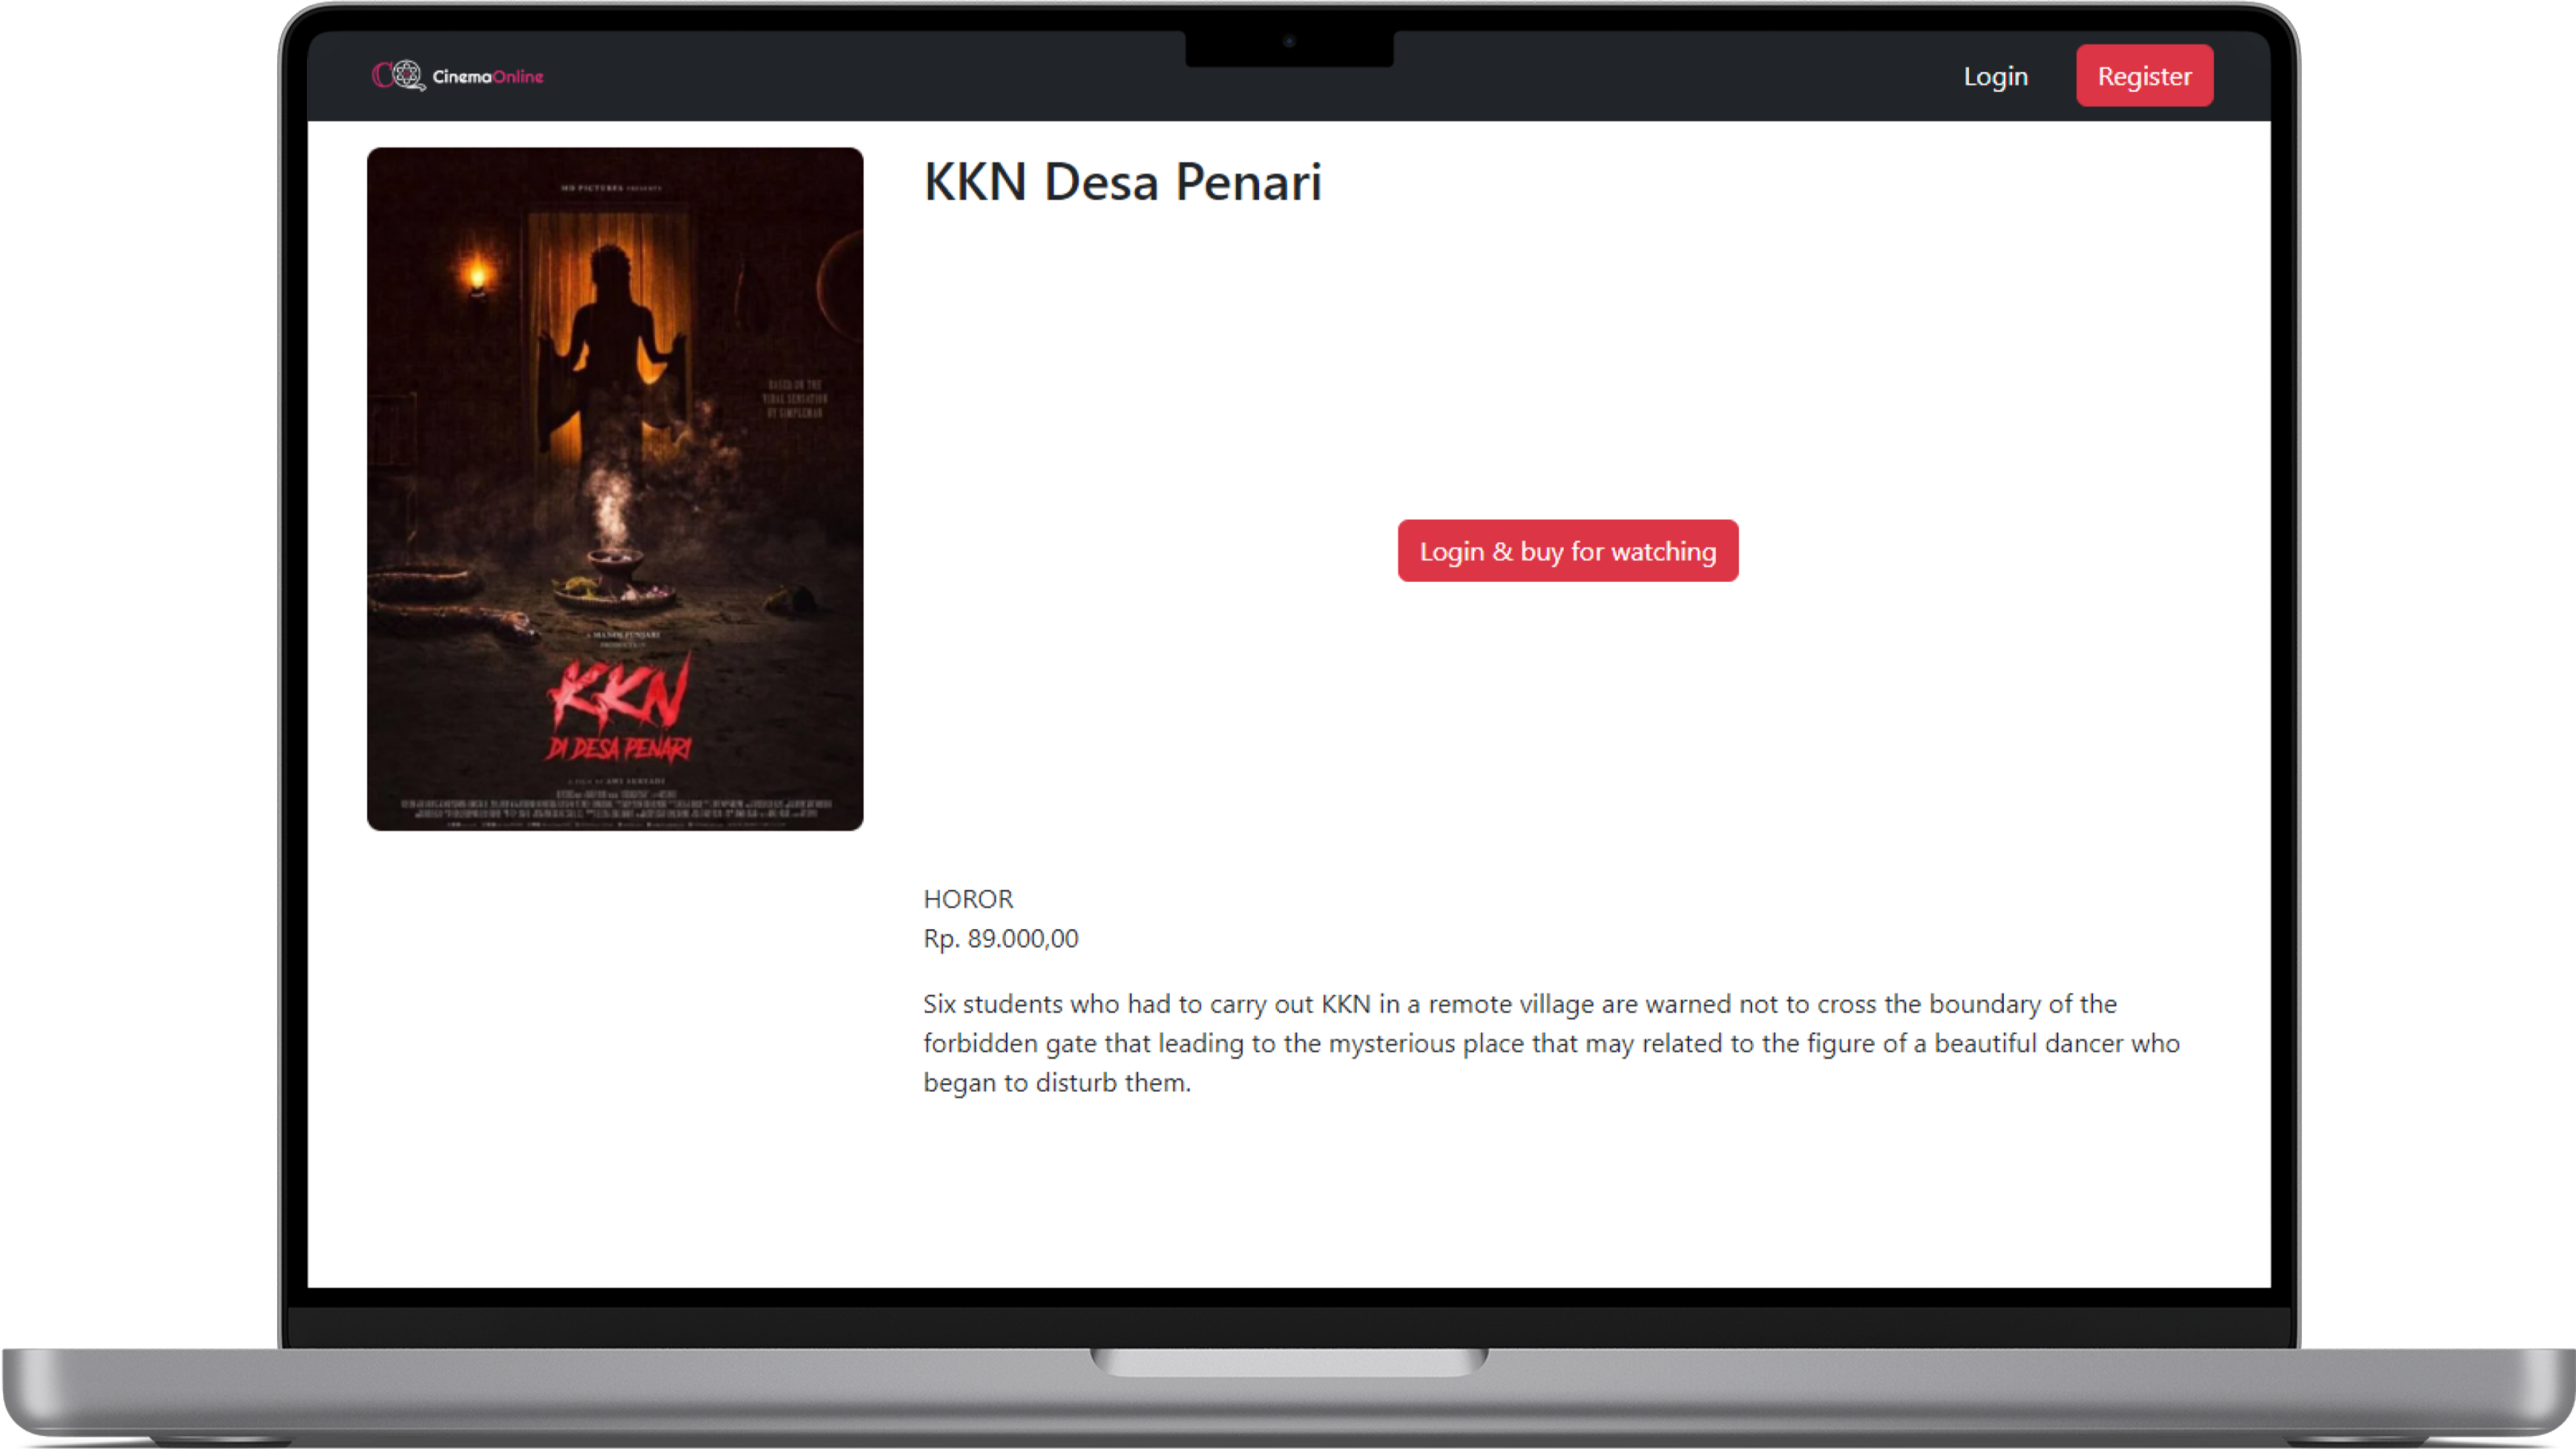 CinemaOnline
Login
Register
KKN Desa Penari
MD PICTURES PRESENTS
BASED ON THE
VIRAL SENSATION
BY SIMPLEMAN
A MANOJ PUNJABI
PRODUCTION
KKN
DI DESA PENARI
A FILM BY AWI SURYADI
Login & buy for watching
HOROR
Rp. 89.000,00
Six students who had to carry out KKN in a remote village are warned not to cross the boundary of the
forbidden gate that leading to the mysterious place that may related to the figure of a beautiful dancer who
began to disturb them.